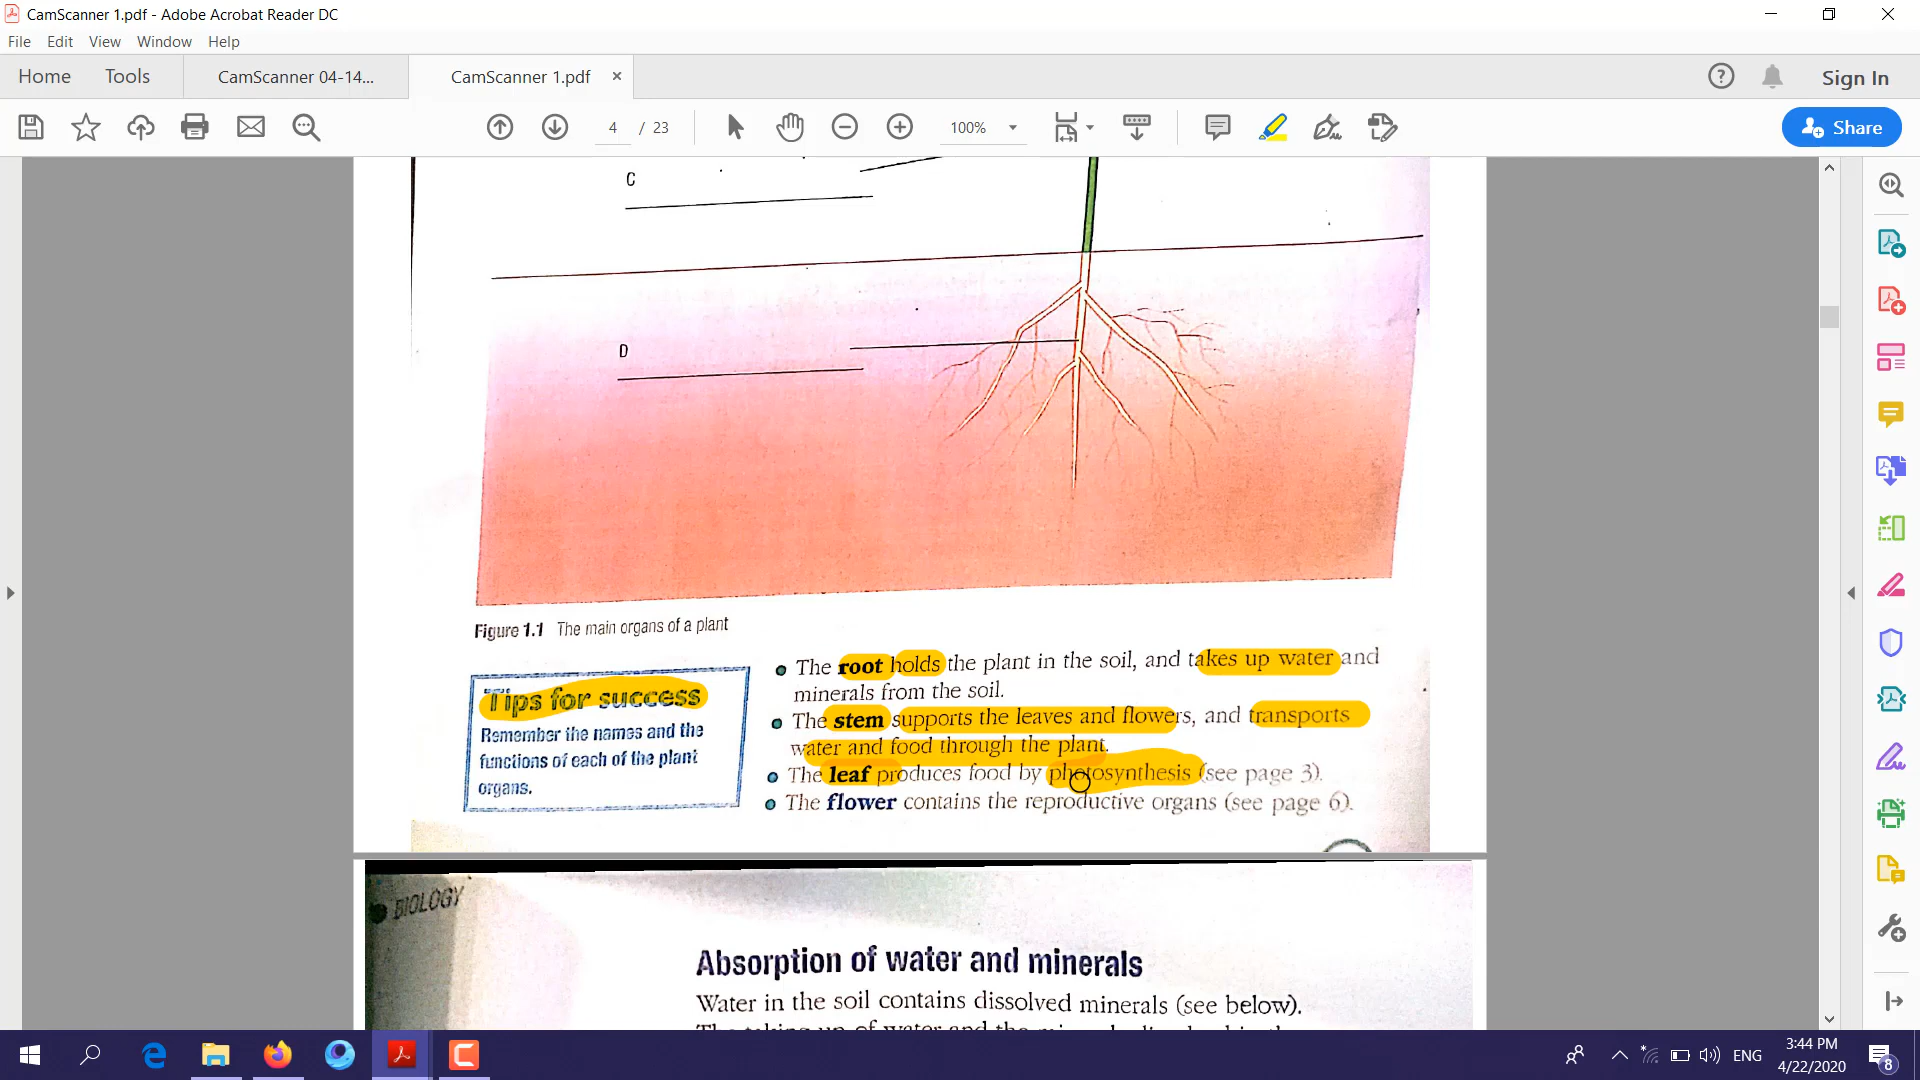 CamScanner 1.pdf - Adobe Acrobat Reader DC
File Edit View Window Help
Home Tools CamScanner 04-14... CamScanner 1.pdf × Sign In
4 / 23 100% Share
C
D
Figure 1.1 The main organs of a plant
Tips for success
Remember the names and the
functions of each of the plant
organs.
The root holds the plant in the soil, and takes up water and
minerals from the soil.
The stem supports the leaves and flowers, and transports
water and food through the plant.
The leaf produces food by photosynthesis (see page 3).
The flower contains the reproductive organs (see page 6).
BIOLOGY
Absorption of water and minerals
Water in the soil contains dissolved minerals (see below).
ENG
3:44 PM
4/22/2020
8